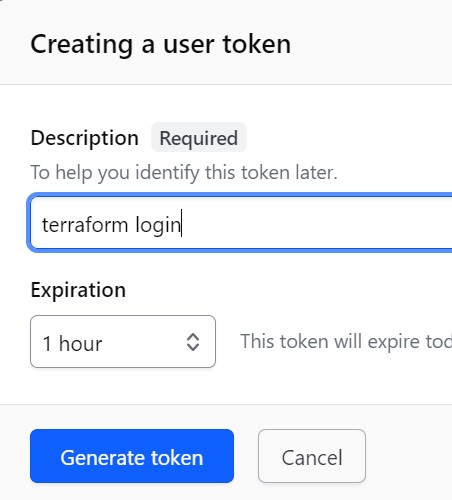 Creating a user token
Description Required
To help you identify this token later.
terraform login
Expiration
1 hour This token will expire
Generate token Cancel